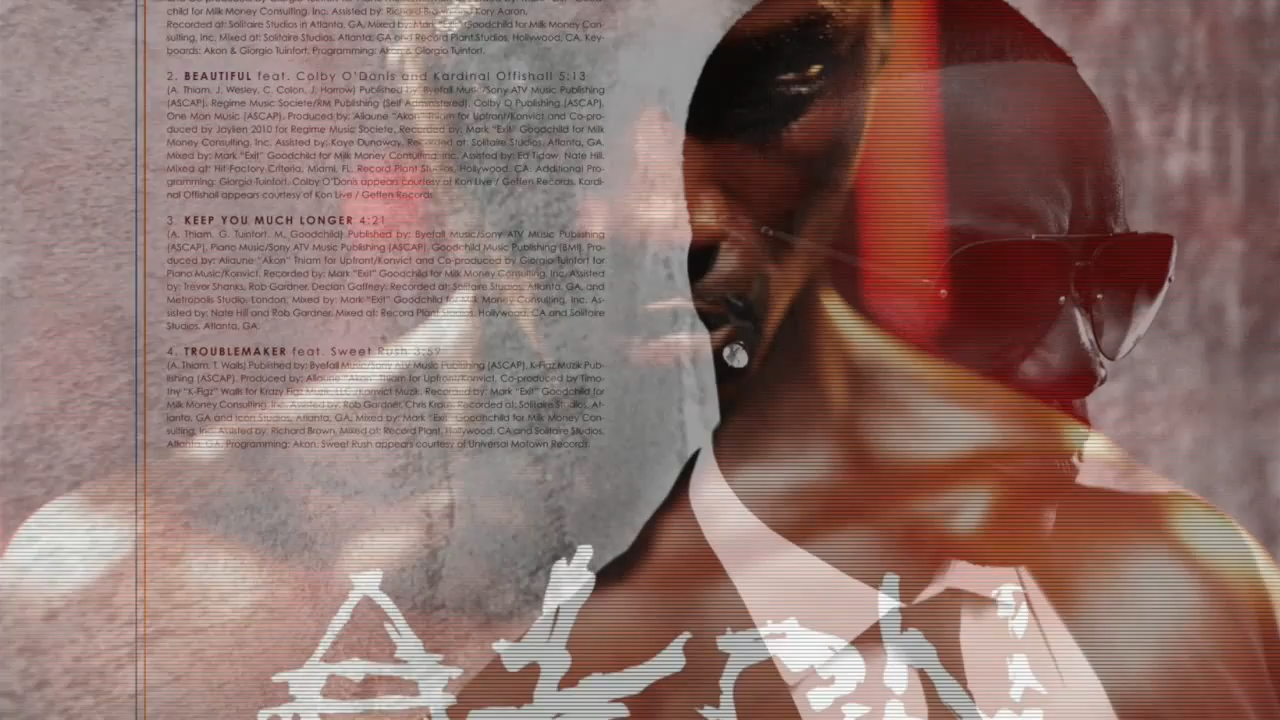 child for Milk Money Consulting, Inc. Assisted by: Richard Brown and Kory Aaron.
Recorded at: Solitaire Studios in Atlanta, GA, Mixed by: Mark "Exit" Goodchild for Milk Money Con-
sulting, Inc. Mixed at: Solitaire Studios, Atlanta, GA and Record Plant Studios, Hollywood, CA. Key-
boards: Akon & Giorgio Tuinfort. Programming: Akon & Giorgio Tuinfort.
2. BEAUTIFUL feat. Colby O'Donis and Kardinal Offishall 5:13
(A. Thiam, J. Wesley, C. Colon, J. Harrow) Published by: Byefall Music/Sony ATV Music Publishing
(ASCAP), Regime Music Societe/RM Publishing (Self Administered), Colby O Publishing (ASCAP),
One Man Music (ASCAP). Produced by: Aliaune "Akon" Thiam for Upfront/Konvict and Co-pro-
duced by Jaylien 2010 for Regime Music Societe. Recorded by: Mark "Exit" Goodchild for Milk
Money Consulting, Inc. Assisted by: Kaye Dunaway. Recorded at: Solitaire Studios, Atlanta, GA.
Mixed by: Mark "Exit" Goodchild for Milk Money Consulting, Inc. Assisted by: Ed Tidaw, Nate Hill.
Mixed at: Hit Factory Criteria, Miami, FL, Record Plant Studios, Hollywood, CA. Additional Pro-
gramming: Giorgio Tuinfort. Colby O'Donis appears courtesy of Kon Live / Geffen Records. Kardi-
nal Offishall appears courtesy of Kon Live / Geffen Records.
3. KEEP YOU MUCH LONGER 4:21
(A. Thiam, G. Tuinfort, M. Goodchild) Published by: Byefall Music/Sony ATV Music Publishing
(ASCAP), Piano Music/Sony ATV Music Publishing (ASCAP), Goodchild Music Publishing (BMI). Pro-
duced by: Aliaune "Akon" Thiam for Upfront/Konvict and Co-produced by Giorgio Tuinfort for
Piano Music/Konvict. Recorded by: Mark "Exit" Goodchild for Milk Money Consulting, Inc. Assisted
by: Trevor Shanks, Rob Gardner, Declan Gaffney. Recorded at: Solitaire Studios, Atlanta, GA, and
Metropolis Studio, London, Mixed by: Mark "Exit" Goodchild for Milk Money Consulting, Inc. As-
sisted by: Nate Hill and Rob Gardner. Mixed at: Record Plant Studios, Hollywood, CA and Solitaire
Studios, Atlanta, GA.
4. TROUBLEMAKER feat. Sweet Rush 3:59
(A. Thiam, T. Walls) Published by: Byefall Music/Sony atv Music Publishing (ASCAP), K-Figz Muzik Pub-
lishing (ASCAP). Produced by: Aliaune "Akon" Thiam for Upfront/Konvict, Co-produced by Timo-
thy "K-Figz" Walls for Krazy Figz Muzik, LLC./Konvict Muzik. Recorded by: Mark "Exit" Goodchild for
Milk Money Consulting, Inc. Assisted by: Rob Gardner, Chris Kraus. Recorded at: Solitaire Studios, At-
lanta, GA and Icon Studios, Atlanta, GA, Mixed by: Mark "Exit" Goodchild for Milk Money Con-
sulting, Inc. Assisted by: Richard Brown. Mixed at: Record Plant, Hollywood, CA and Solitaire Studios,
Atlanta, GA. Programming: Akon. Sweet Rush appears courtesy of Universal Motown Records.
Akon